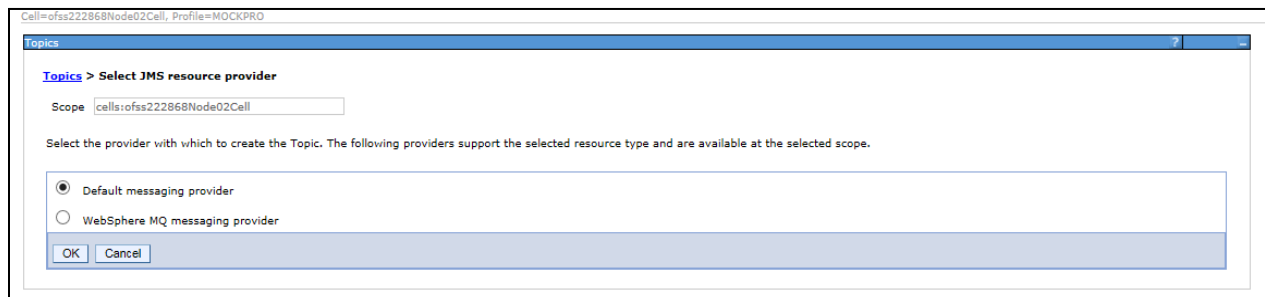 Cell=ofss222868Node02Cell, Profile=MOCKPRO
Topics ? –
Topics > Select JMS resource provider
Scope cells:ofss222868Node02Cell
Select the provider with which to create the Topic. The following providers support the selected resource type and are available at the selected scope.
Default messaging provider
WebSphere MQ messaging provider
OK Cancel